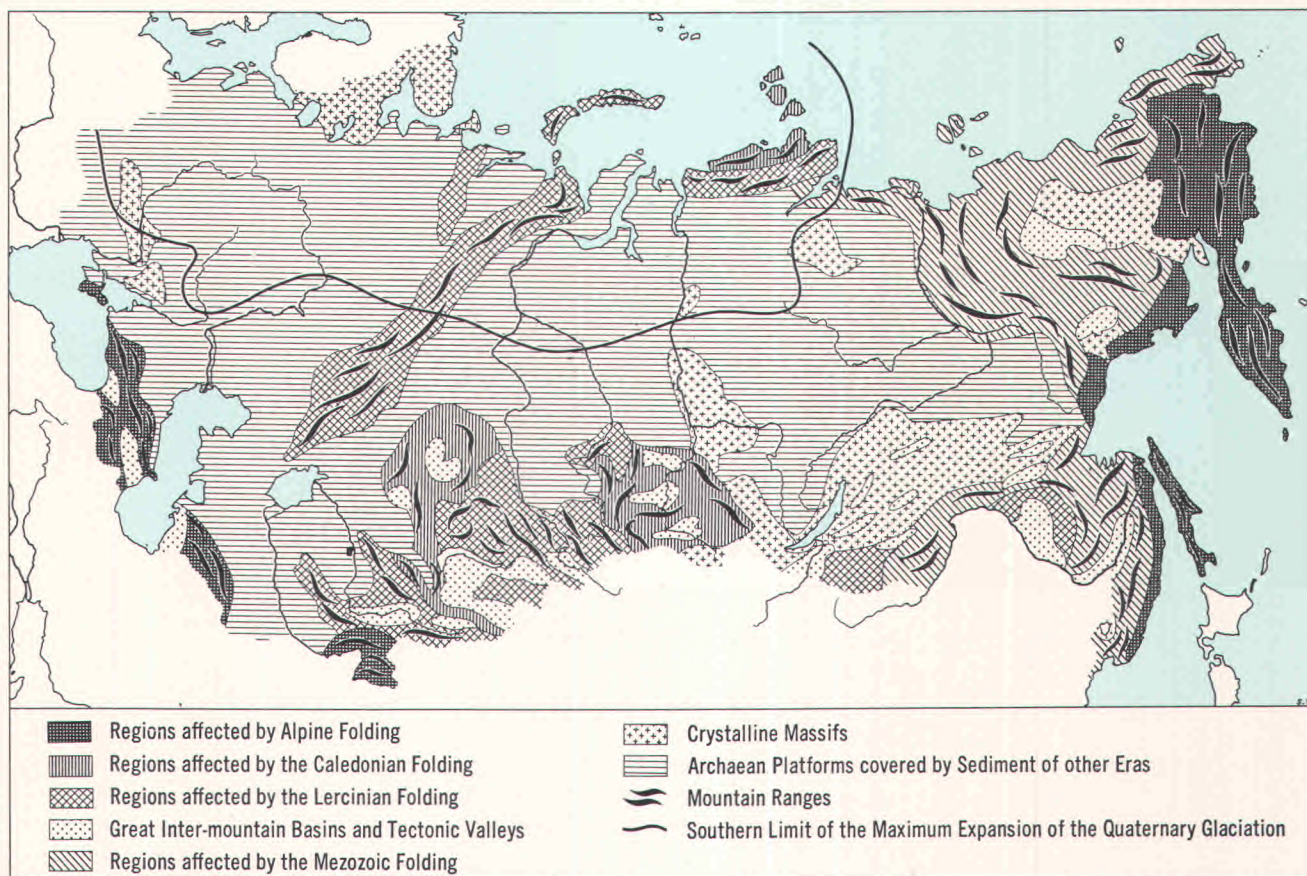 Regions affected by Alpine Folding
Regions affected by the Caledonian Folding
Regions affected by the Lercinian Folding
Great Inter-mountain Basins and Tectonic Valleys
Regions affected by the Mezozoic Folding
Crystalline Massifs
Archaean Platforms covered by Sediment of other Eras
Mountain Ranges
Southern Limit of the Maximum Expansion of the Quaternary Glaciation